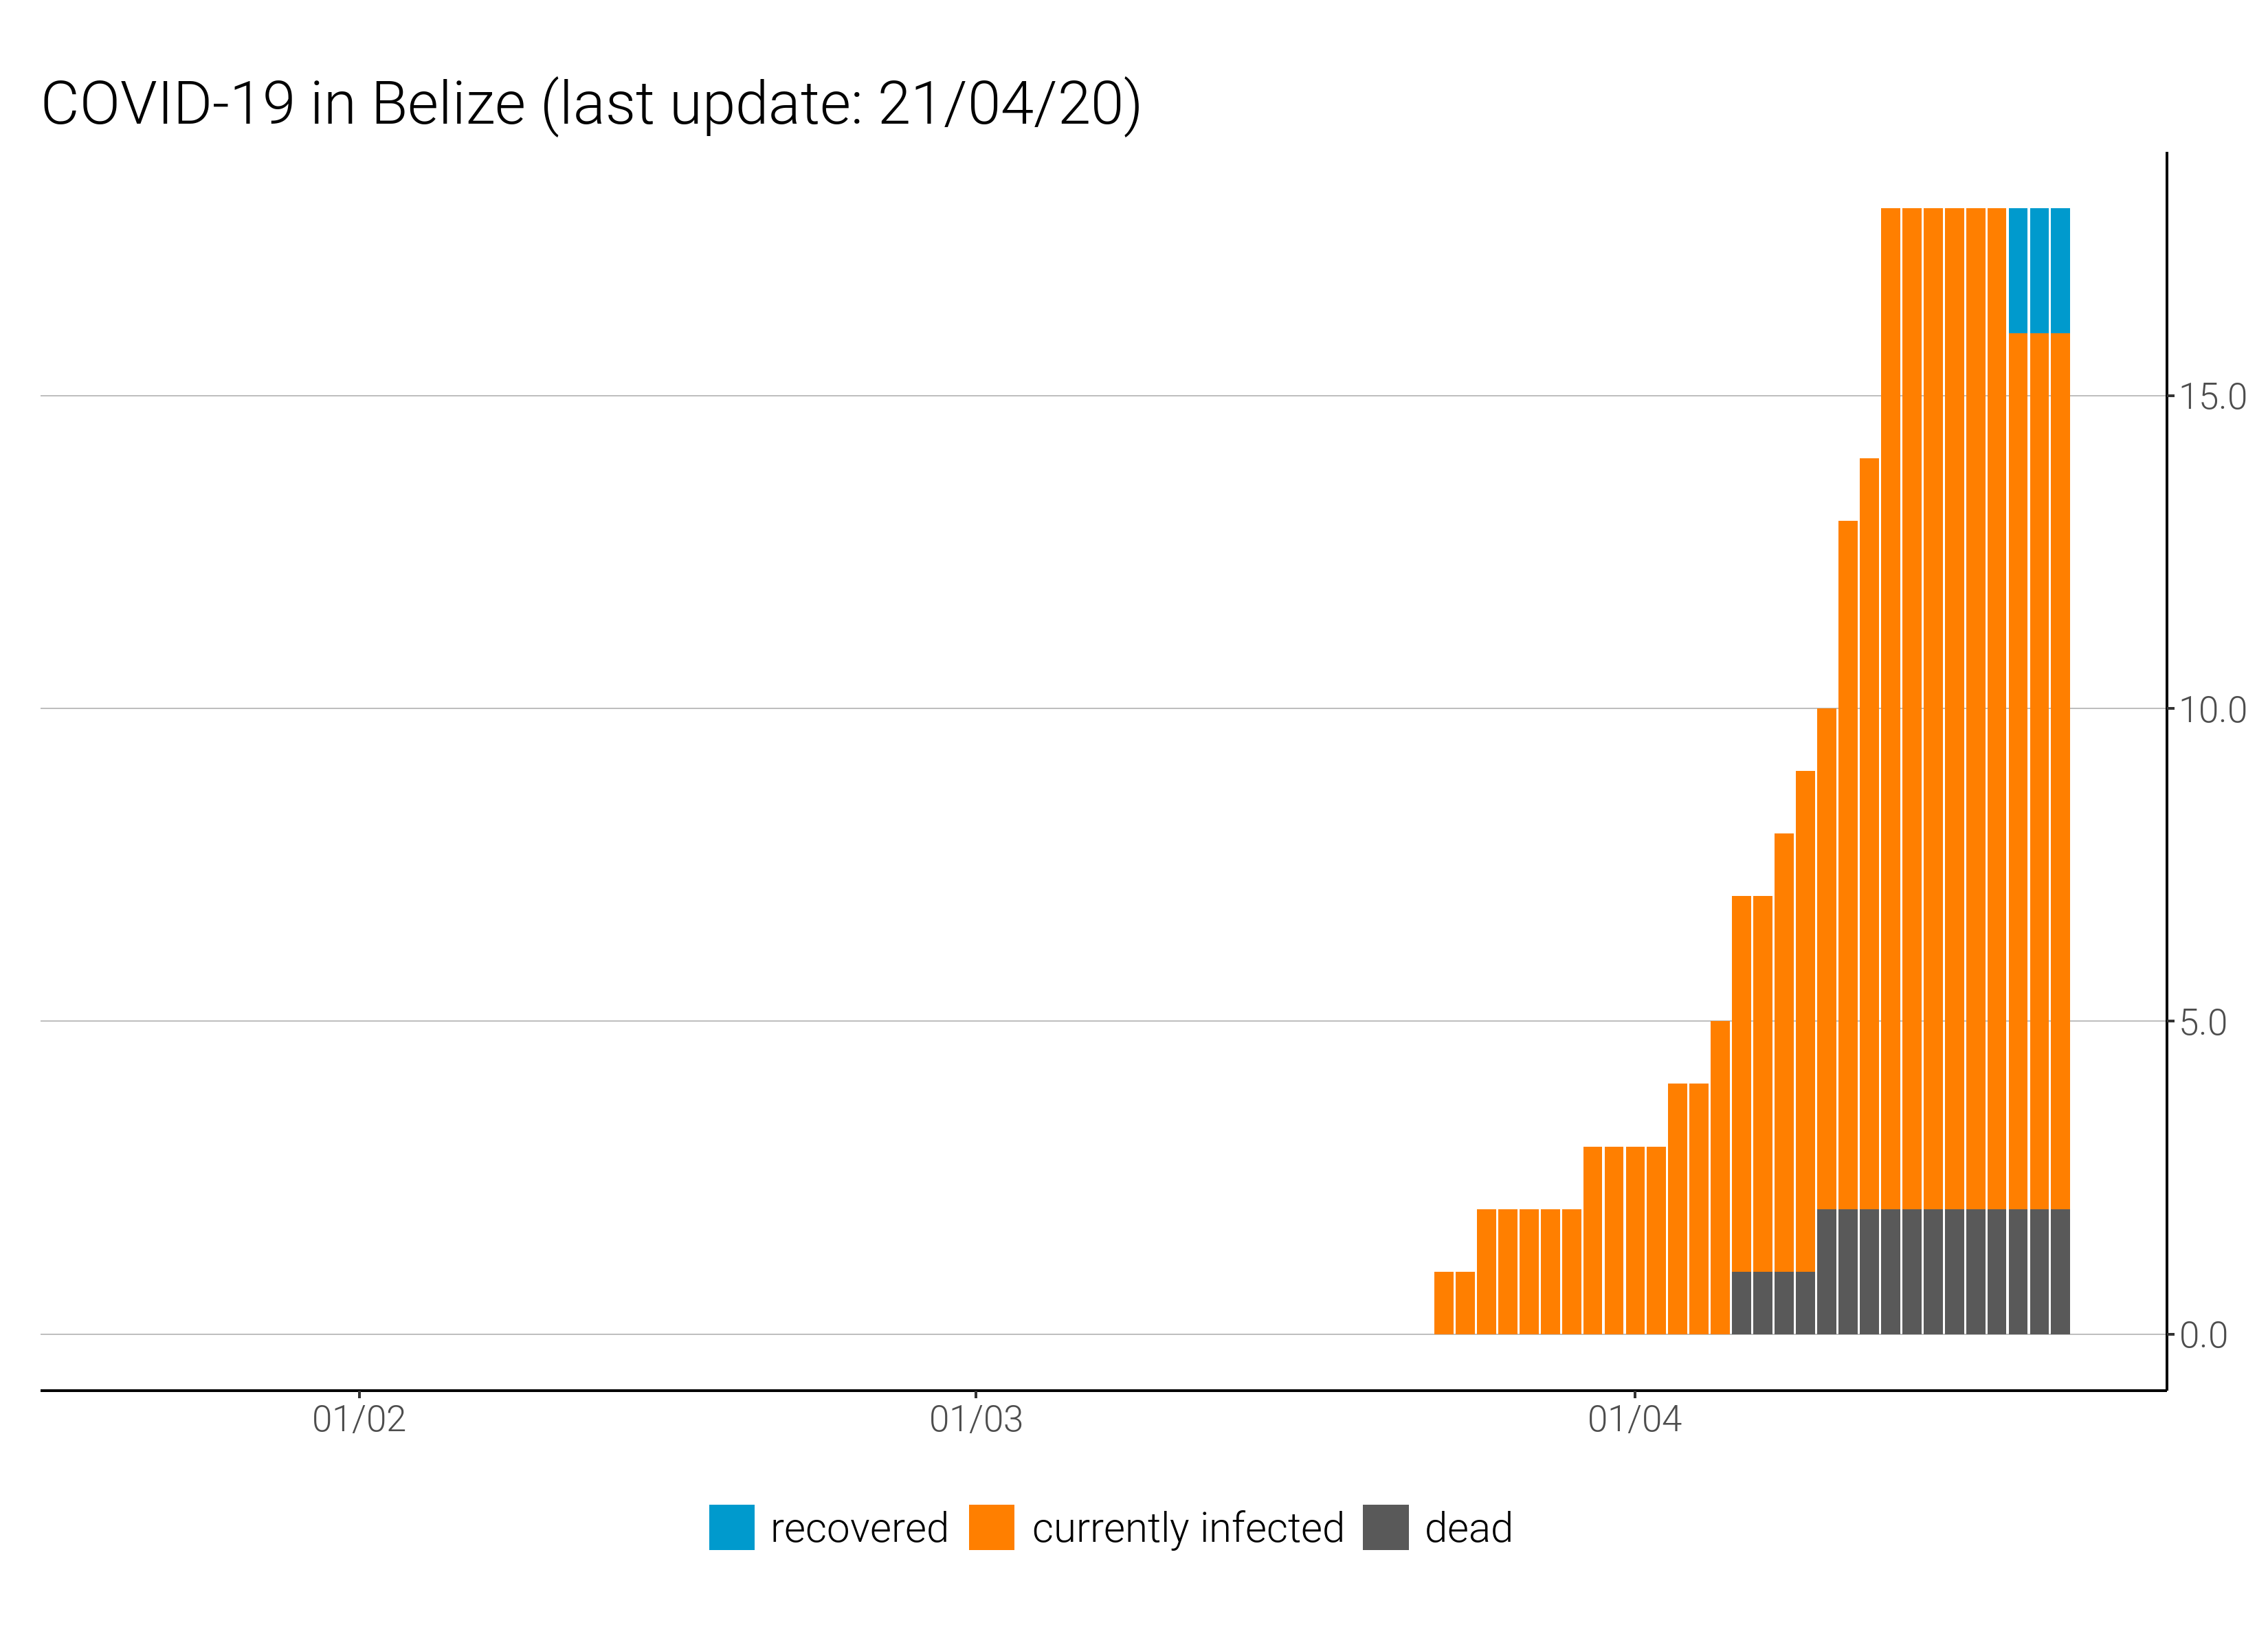 COVID-19 in Belize (last update: 21/04/20)
15.0
10.0
5.0
0.0
01/02 01/03 01/04
recovered currently infected dead